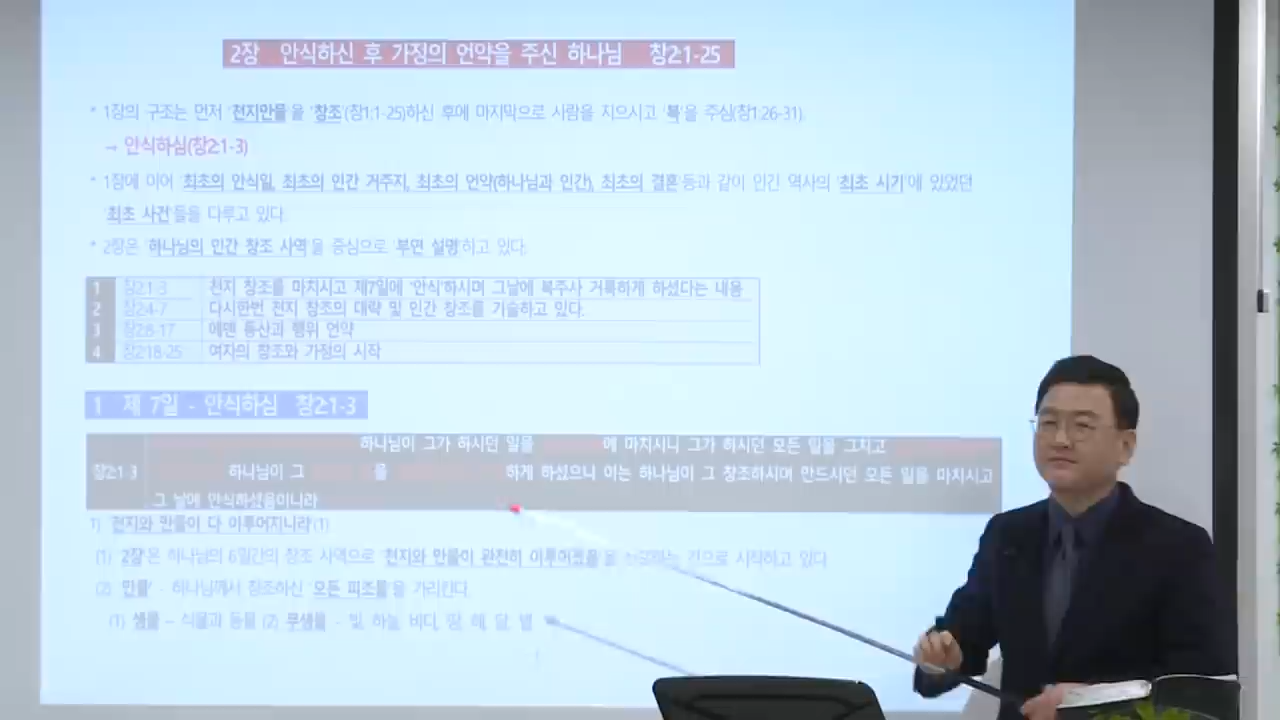 2장 안식하신 후 가정의 언약을 주신 하나님 창2:1-25
* 1장의 구조는 먼저 '천지만물'을 '창조'(창1:1-25)하신 후에 마지막으로 사람을 지으시고 '복'을 주심(창1:26-31).
→ 안식하심(창2:1-3)
* 1장에 이어 '최초의 안식일, 최초의 인간 거주지, 최초의 언약(하나님과 인간), 최초의 결혼'등과 같이 인간 역사의 '최초 시기'에 있었던
'최초 사건'들을 다루고 있다.
* 2장은 '하나님의 인간 창조 사역'을 중심으로 '부연 설명'하고 있다.
1 창2:1-3 천지 창조를 마치시고 제7일에 '안식'하시며 그날에 복주사 거룩하게 하셨다는 내용
2 창2:4-7 다시한번 천지 창조의 대략 및 인간 창조를 기술하고 있다.
3 창2:8-17 에덴 동산과 행위 언약
4 창2:18-25 여자의 창조와 가정의 시작
1 제 7일 - 안식하심 창2:1-3
하나님이 그가 하시던 일을 에 마치시니 그가 하시던 모든 일을 그치고
창2:1-3 하나님이 그 을 하게 하셨으니 이는 하나님이 그 창조하시며 만드시던 모든 일을 마치시고
그 날에 안식하셨음이니라
1) 천지와 만물이 다 이루어지니라(1)
(1) '2장'은 하나님의 6일간의 창조 사역으로 '천지와 만물이 완전히 이루어졌음'을 것으로 시작하고 있다.
(2) '만물' - 하나님께서 창조하신 '모든 피조물'을 가리킨다.
(1) 생물 – 식물과 동물 (2) 무생물 - 빛, 하늘, 바다, 땅, 해, 달, 별